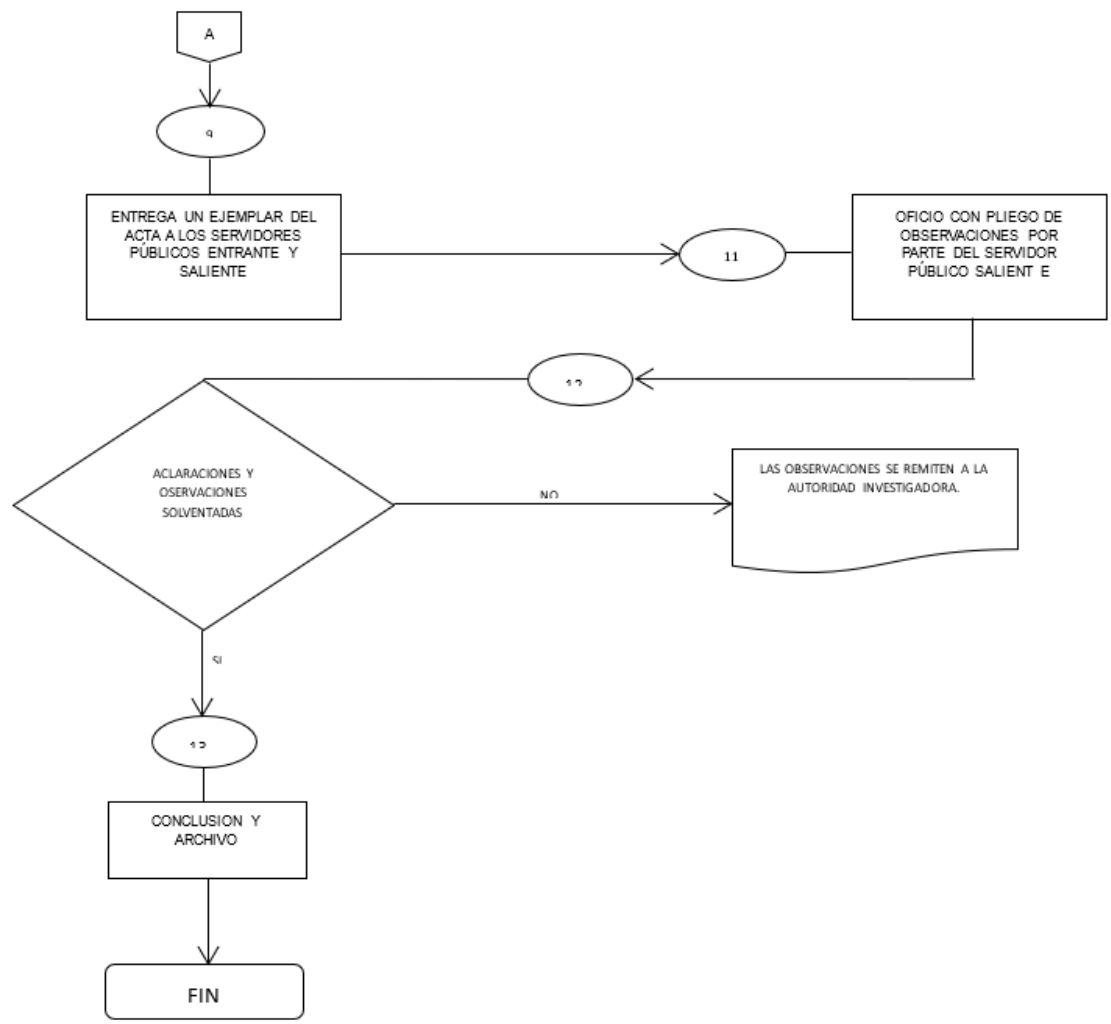 A
ENTREGA UN EJEMPLAR DEL
ACTA A LOS SERVIDORES
PÚBLICOS ENTRANTE Y
SALIENTE
11
OFICIO CON PLIEGO DE
OBSERVACIONES POR
PARTE DEL SERVIDOR
PÚBLICO SALIENT E
ACLARACIONES Y
OSERVACIONES
SOLVENTADAS
NO
LAS OBSERVACIONES SE REMITEN A LA
AUTORIDAD INVESTIGADORA.
SI
CONCLUSION Y
ARCHIVO
FIN